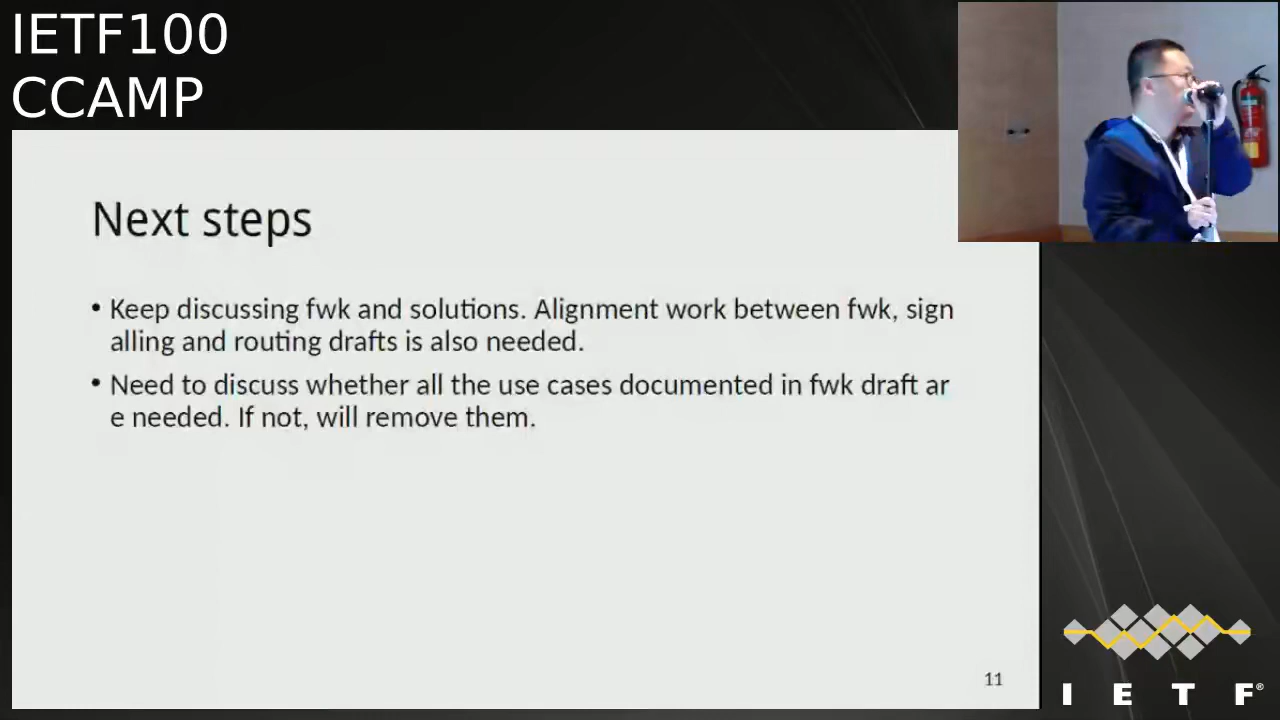 IETF100
CCAMP
Next steps
• Keep discussing fwk and solutions. Alignment work between fwk, sign
alling and routing drafts is also needed.
• Need to discuss whether all the use cases documented in fwk draft ar
e needed. If not, will remove them.
11
I E T F®